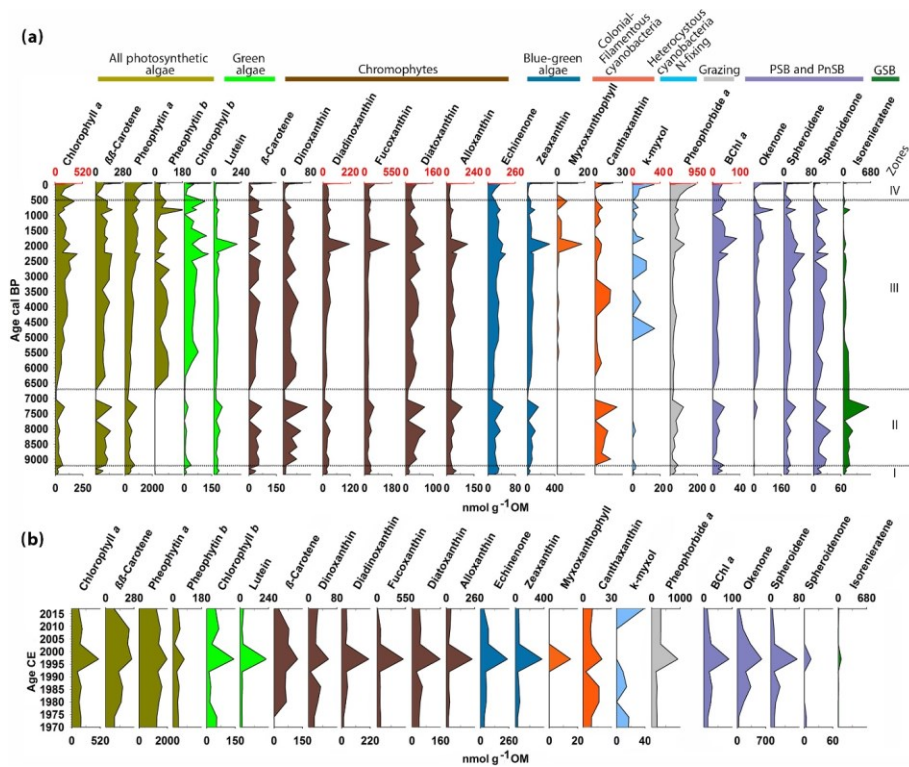 (a)
All photosynthetic algae
Green algae
Chromophytes
Blue-green algae
Colonial-Filamentous cyanobacteria
Heterocystous cyanobacteria N-fixing
Grazing
PSB and PnSB
GSB
Chlorophyll a
ßß-Carotene
Pheophytin a
Pheophytin b
Chlorophyll b
Lutein
ß-Carotene
Dinoxanthin
Diadinoxanthin
Fucoxanthin
Diatoxanthin
Alloxanthin
Echinenone
Zeaxanthin
Myxoxanthophyll
Canthaxanthin
k-myxol
Pheophorbide a
BChl a
Okenone
Spheroidene
Spheroidenone
Isorenieratene
Zones
0 520 0 280 0 180 0 240 0 80 0 220 0 550 0 160 0 240 0 260 0 200 0 30 0 400 0 950 0 100 0 80 0 680
Age cal BP
0
500
1000
1500
2000
2500
3000
3500
4000
4500
5000
5500
6000
6500
7000
7500
8000
8500
9000
IV
III
II
I
0 250 0 2000 0 150 0 150 0 120 0 180 0 100 0 150 0 80 0 400 0 20 0 200 0 40 0 700 0 60
nmol g⁻¹OM
(b)
Chlorophyll a
ßß-Carotene
Pheophytin a
Pheophytin b
Chlorophyll b
Lutein
ß-Carotene
Dinoxanthin
Diadinoxanthin
Fucoxanthin
Diatoxanthin
Alloxanthin
Echinenone
Zeaxanthin
Myxoxanthophyll
Canthaxanthin
k-myxol
Pheophorbide a
BChl a
Okenone
Spheroidene
Spheroidenone
Isorenieratene
0 280 0 180 0 240 0 80 0 550 0 260 0 400 0 30 0 1000 0 100 0 80 0 680
Age CE
2015
2010
2005
2000
1995
1990
1985
1980
1975
1970
0 520 0 2000 0 150 0 150 0 220 0 160 0 260 0 20 0 40 0 700 0 60
nmol g⁻¹OM